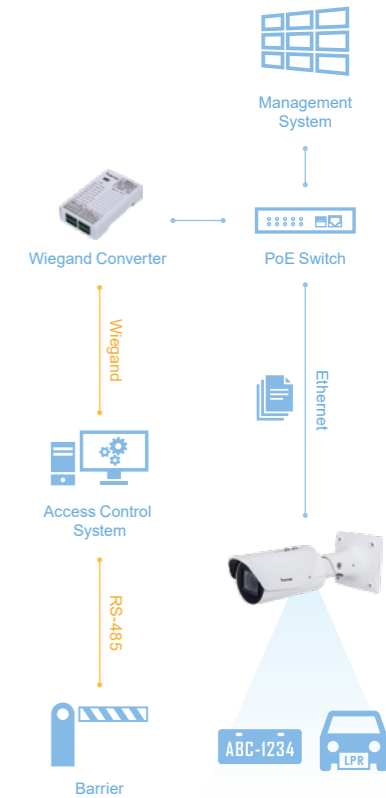 Management
System
Wiegand Converter
PoE Switch
Wiegand
Ethernet
Access Control
System
RS-485
ABC-1234
LPR
Barrier